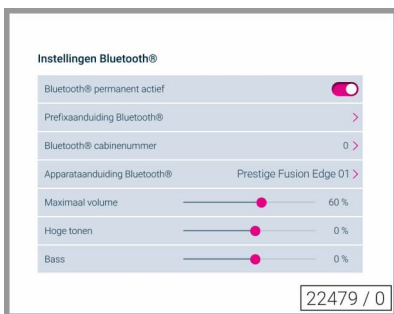 Instellingen Bluetooth®
Bluetooth® permanent actief
Prefixaanduiding Bluetooth®
Bluetooth® cabinenummer 0
Apparataanduiding Bluetooth® Prestige Fusion Edge 01
Maximaal volume 60 %
Hoge tonen 0 %
Bass 0 %
22479 / 0